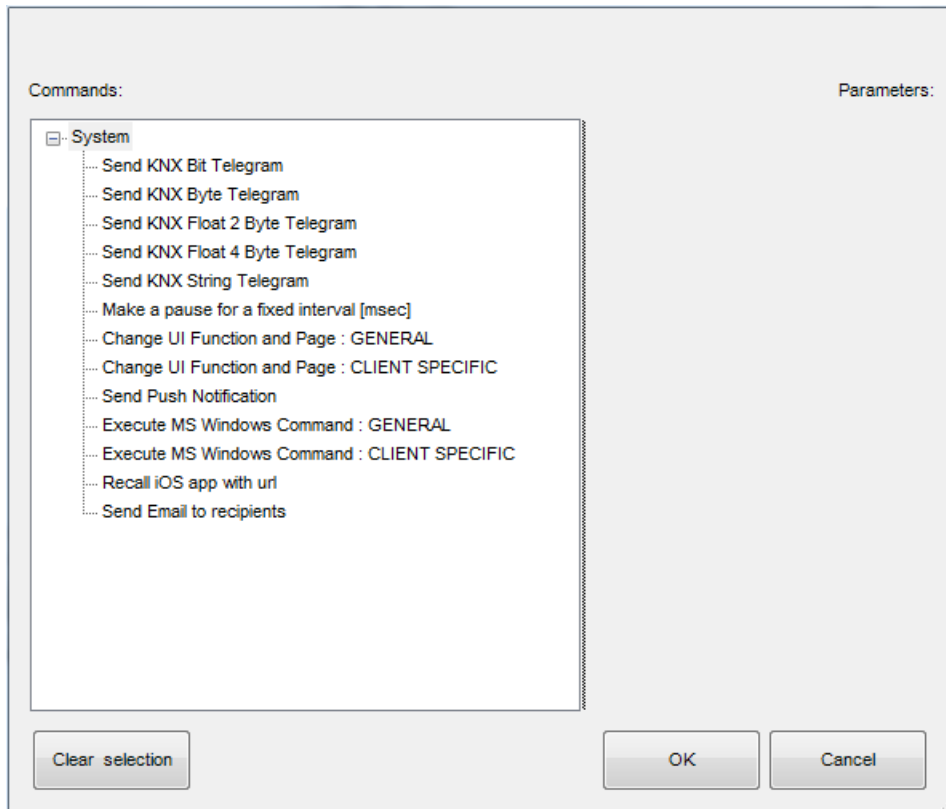 Commands:
Parameters:
System
Send KNX Bit Telegram
Send KNX Byte Telegram
Send KNX Float 2 Byte Telegram
Send KNX Float 4 Byte Telegram
Send KNX String Telegram
Make a pause for a fixed interval [msec]
Change UI Function and Page : GENERAL
Change UI Function and Page : CLIENT SPECIFIC
Send Push Notification
Execute MS Windows Command : GENERAL
Execute MS Windows Command : CLIENT SPECIFIC
Recall iOS app with url
Send Email to recipients
Clear selection
OK
Cancel